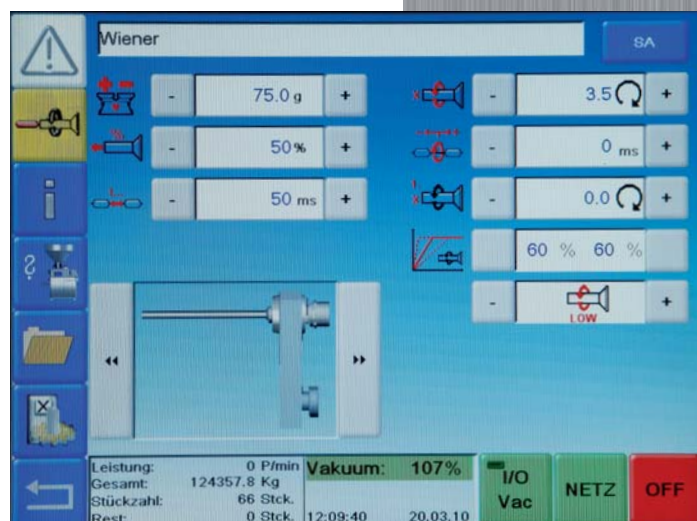 Wiener
SA
- 75.0 g +
- 3.5 +
%
- 50 % +
- 0 ms +
- 50 ms +
- 0.0 +
60 % 60 %
- LOW +
Leistung: 0 P/min
Gesamt: 124357.8 Kg
Stückzahl: 66 Stck.
Rest: 0 Stck.
Vakuum: 107%
12:09:40 20.03.10
I/O
Vac
NETZ
OFF